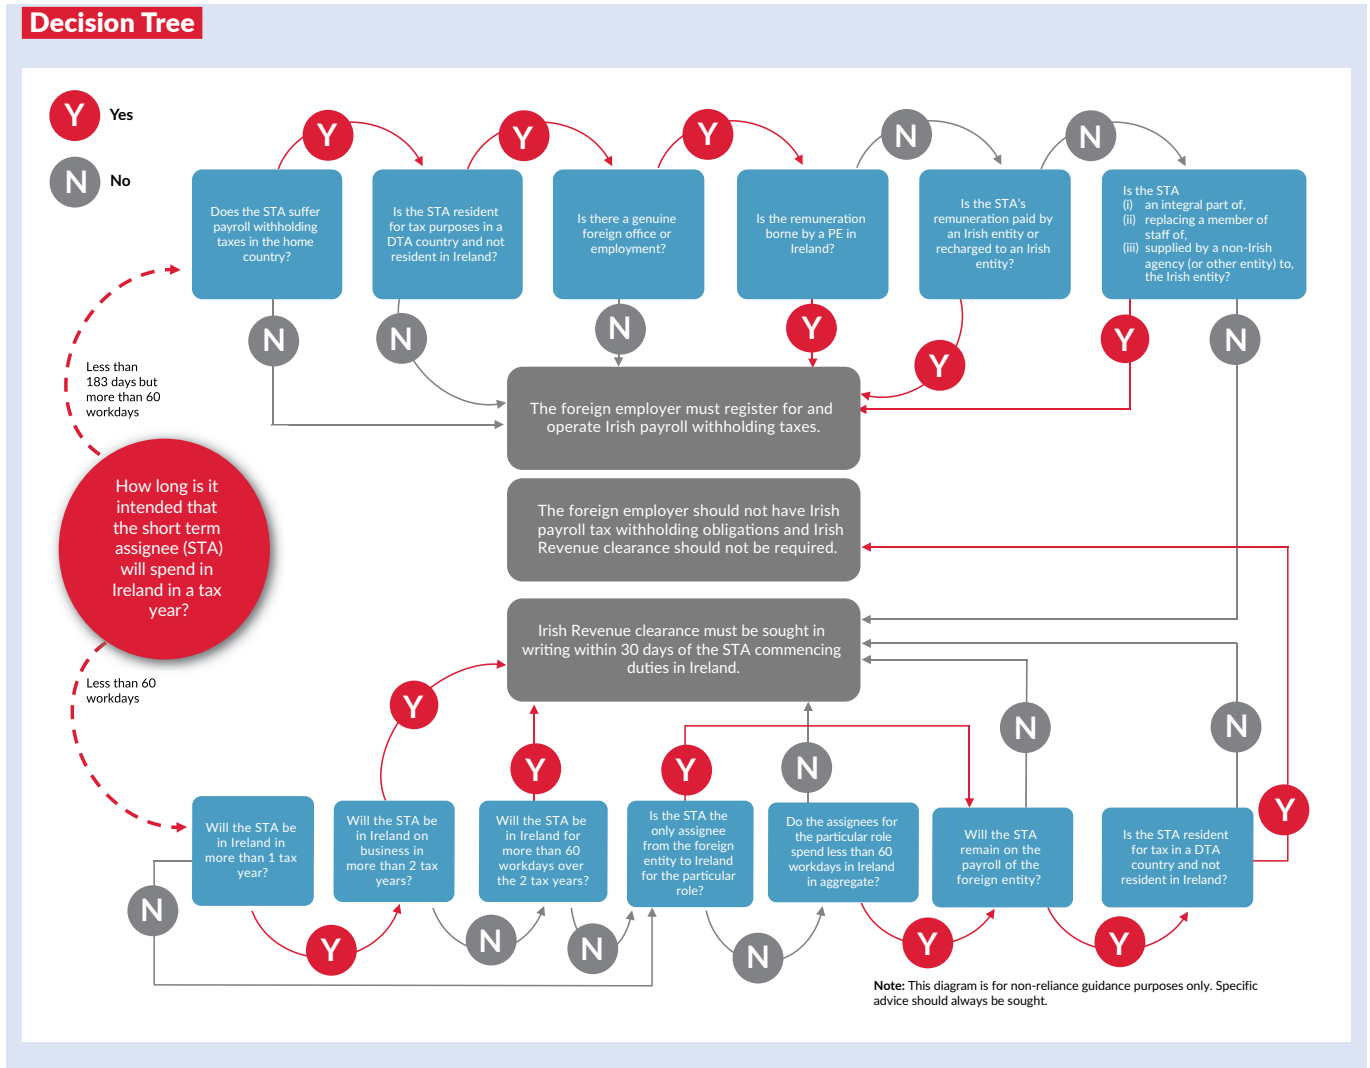 Decision Tree
Y
Yes
N
No
Y
Y
Y
N
N
Does the STA suffer
payroll withholding
taxes in the home
country?
Is the STA resident
for tax purposes in a
DTA country and not
resident in Ireland?
Is there a genuine
foreign office or
employment?
Is the remuneration
borne by a PE in
Ireland?
Is the STA's
remuneration paid by
an Irish entity or
recharged to an Irish
entity?
Is the STA
(i) an integral part of,
(ii) replacing a member of
staff of,
(iii) supplied by a non-Irish
agency (or other entity) to,
the Irish entity?
N
N
N
Y
Y
Y
N
Less than
183 days but
more than 60
workdays
The foreign employer must register for and
operate Irish payroll withholding taxes.
How long is it
intended that
the short term
assignee (STA)
will spend in
Ireland in a tax
year?
The foreign employer should not have Irish
payroll tax withholding obligations and Irish
Revenue clearance should not be required.
Irish Revenue clearance must be sought in
writing within 30 days of the STA commencing
duties in Ireland.
Less than 60
workdays
Y
Y
Y
N
N
N
Y
Will the STA be
in Ireland in
more than 1 tax
year?
Will the STA be
in Ireland on
business in
more than 2 tax
years?
Will the STA be
in Ireland for
more than 60
workdays over
the 2 tax years?
Is the STA the
only assignee
from the foreign
entity to Ireland
for the particular
role?
Do the assignees for
the particular role
spend less than 60
workdays in Ireland
in aggregate?
Will the STA
remain on the
payroll of the
foreign entity?
Is the STA resident
for tax in a DTA
country and not
resident in Ireland?
N
Y
N
N
N
Y
Y
Note: This diagram is for non-reliance guidance purposes only. Specific
advice should always be sought.